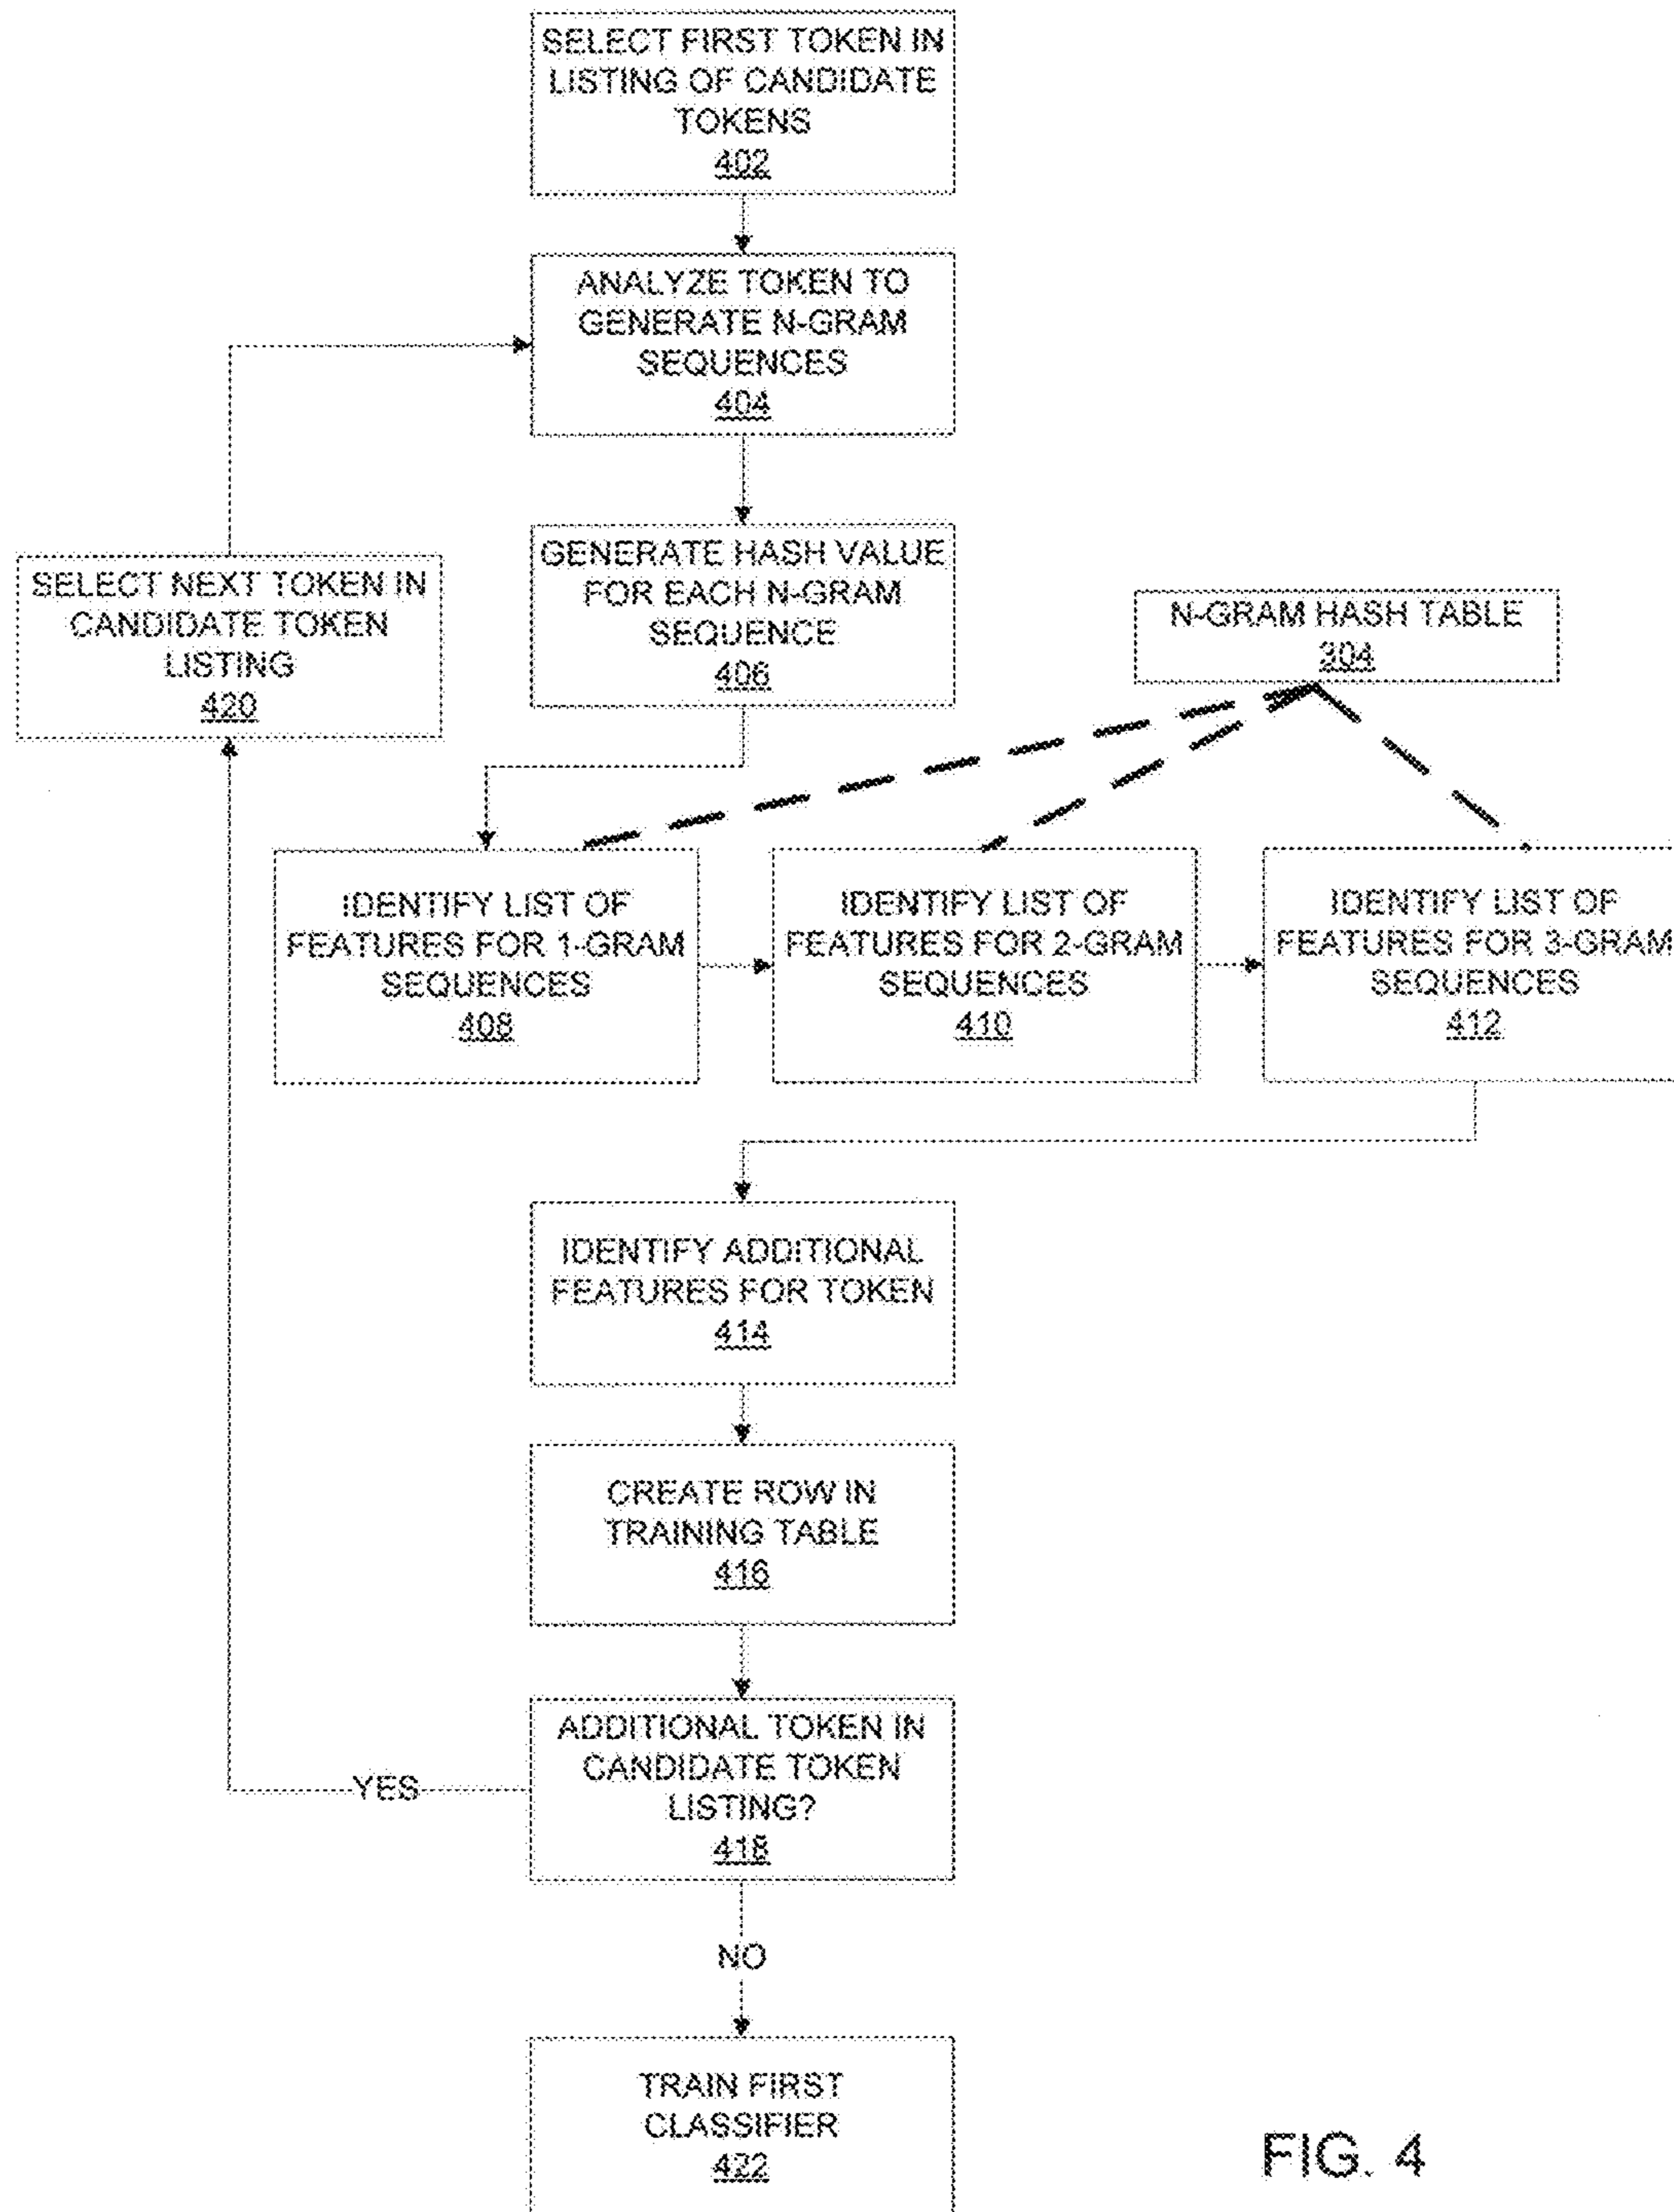 SELECT FIRST TOKEN IN
LISTING OF CANDIDATE
TOKENS
402
ANALYZE TOKEN TO
GENERATE N-GRAM
SEQUENCES
404
GENERATE HASH VALUE
FOR EACH N-GRAM
SEQUENCE
406
SELECT NEXT TOKEN IN
CANDIDATE TOKEN
LISTING
420
N-GRAM HASH TABLE
304
IDENTIFY LIST OF
FEATURES FOR 1-GRAM
SEQUENCES
408
IDENTIFY LIST OF
FEATURES FOR 2-GRAM
SEQUENCES
410
IDENTIFY LIST OF
FEATURES FOR 3-GRAM
SEQUENCES
412
IDENTIFY ADDITIONAL
FEATURES FOR TOKEN
414
CREATE ROW IN
TRAINING TABLE
416
ADDITIONAL TOKEN IN
CANDIDATE TOKEN
LISTING?
418
YES
NO
TRAIN FIRST
CLASSIFIER
422
FIG. 4